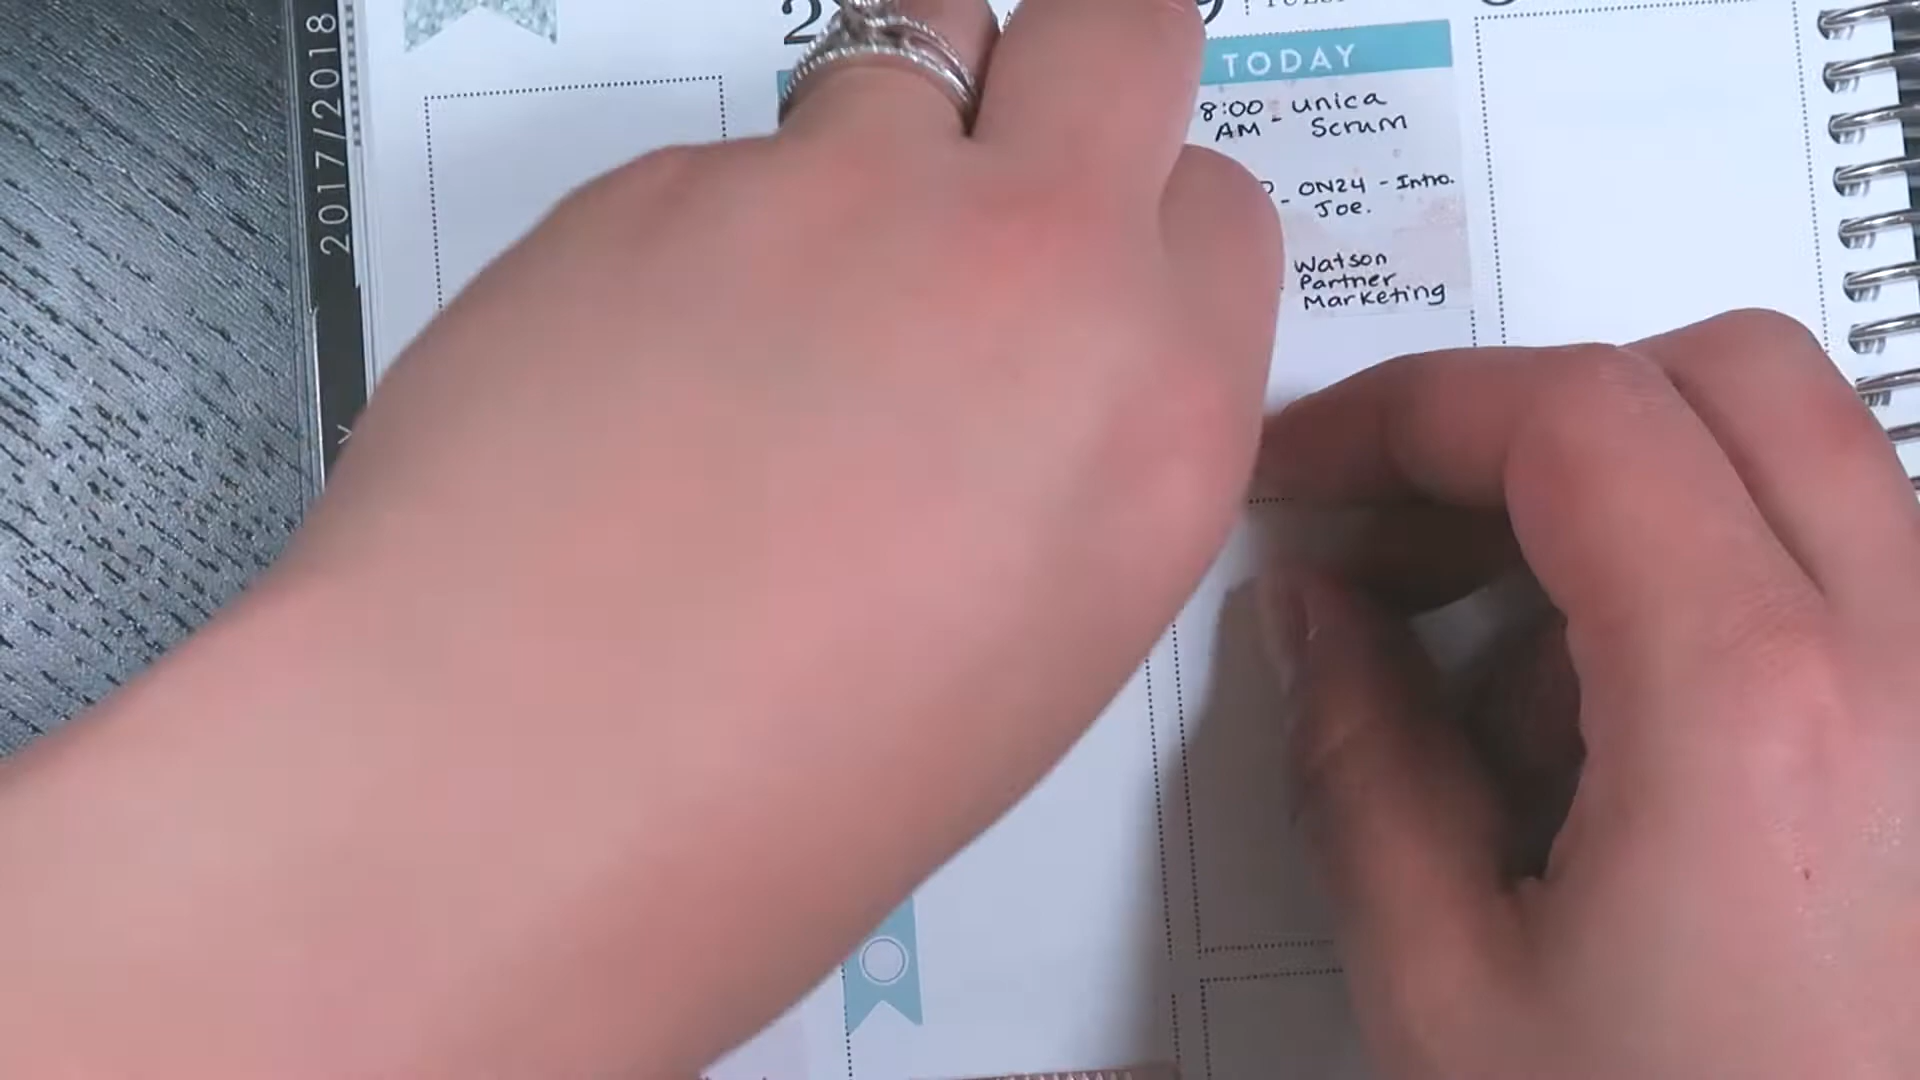 2017/2018
TODAY
8:00 - unica
AM Scrum
ON24 - Intro.
- Joe.
Watson
Partner
Marketing